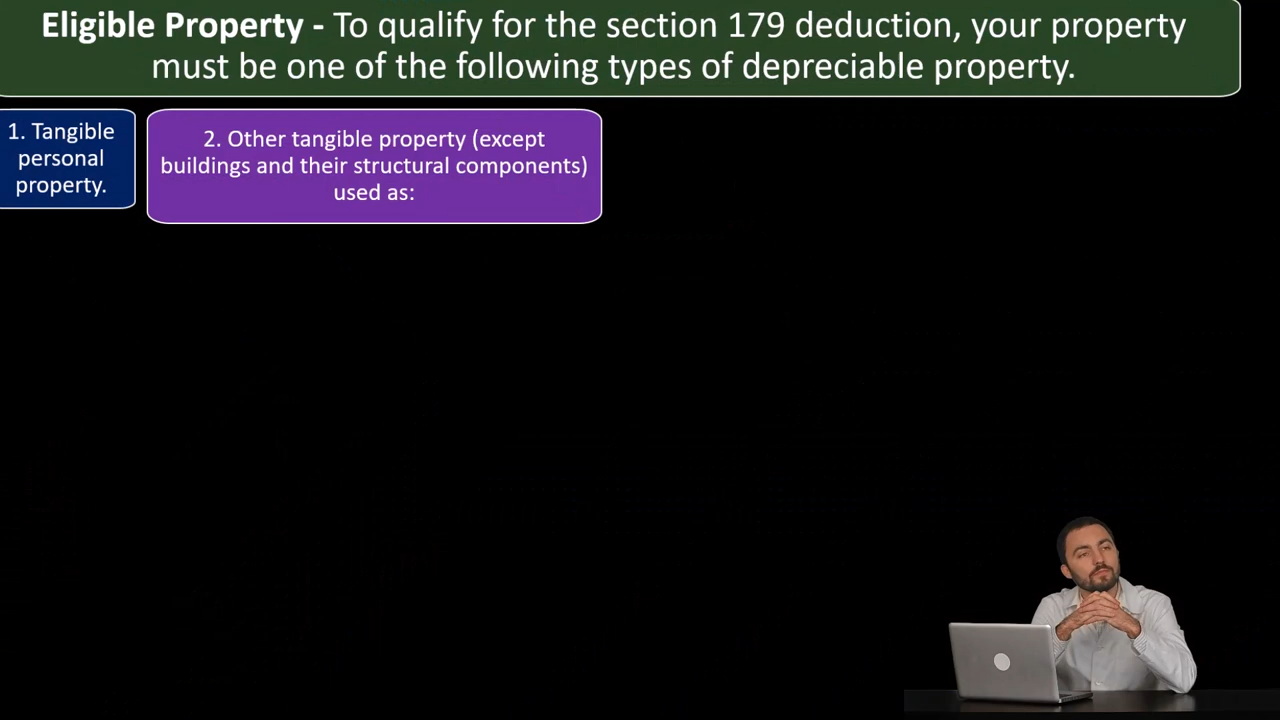 Eligible Property - To qualify for the section 179 deduction, your property
must be one of the following types of depreciable property.
1. Tangible
personal
property.
2. Other tangible property (except
buildings and their structural components)
used as: